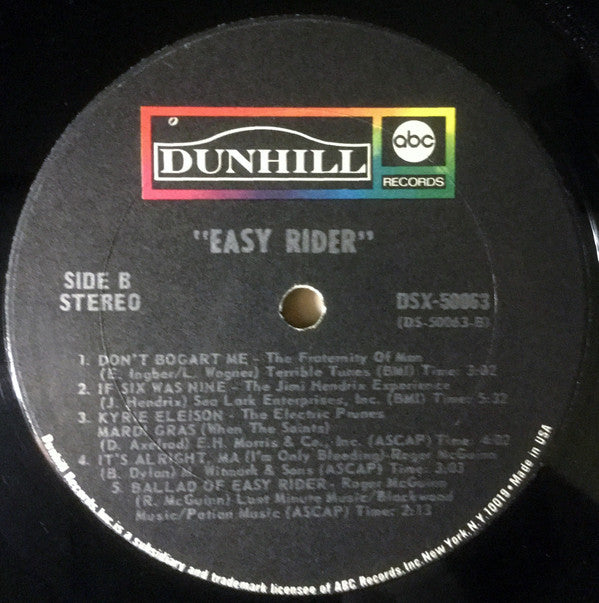 DUNHILL
abc
RECORDS
"EASY RIDER"
SIDE B
STEREO
DSX-50063
(DS-50063-B)
1. DON'T BOGART ME - The Fraternity Of Man
(E. Ingber/L. Wagner) Terrible Tunes (BMI) Time: 3:02
2. IF SIX WAS NINE - The Jimi Hendrix Experience
(J. Hendrix) Sea Lark Enterprises, Inc. (BMI) Time: 5:32
3. KYRIE ELEISON - The Electric Prunes
MARDI GRAS (When The Saints)
(D. Axelrod) E.H. Morris & Co., Inc. (ASCAP) Time: 4:02
4. IT'S ALRIGHT, MA (I'm Only Bleeding)-Roger McGuinn
(B. Dylan) M. Witmark & Sons (ASCAP) Time: 3:03
5. BALLAD OF EASY RIDER - Roger McGuinn
(R. McGuinn) Last Minute Music/Blackwood
Music/Patian Music (ASCAP) Time: 2:13
Dunhill Records, Inc. is a subsidiary and trademark licensee of ABC Records, Inc. New York, N.Y. 10019 • Made in USA